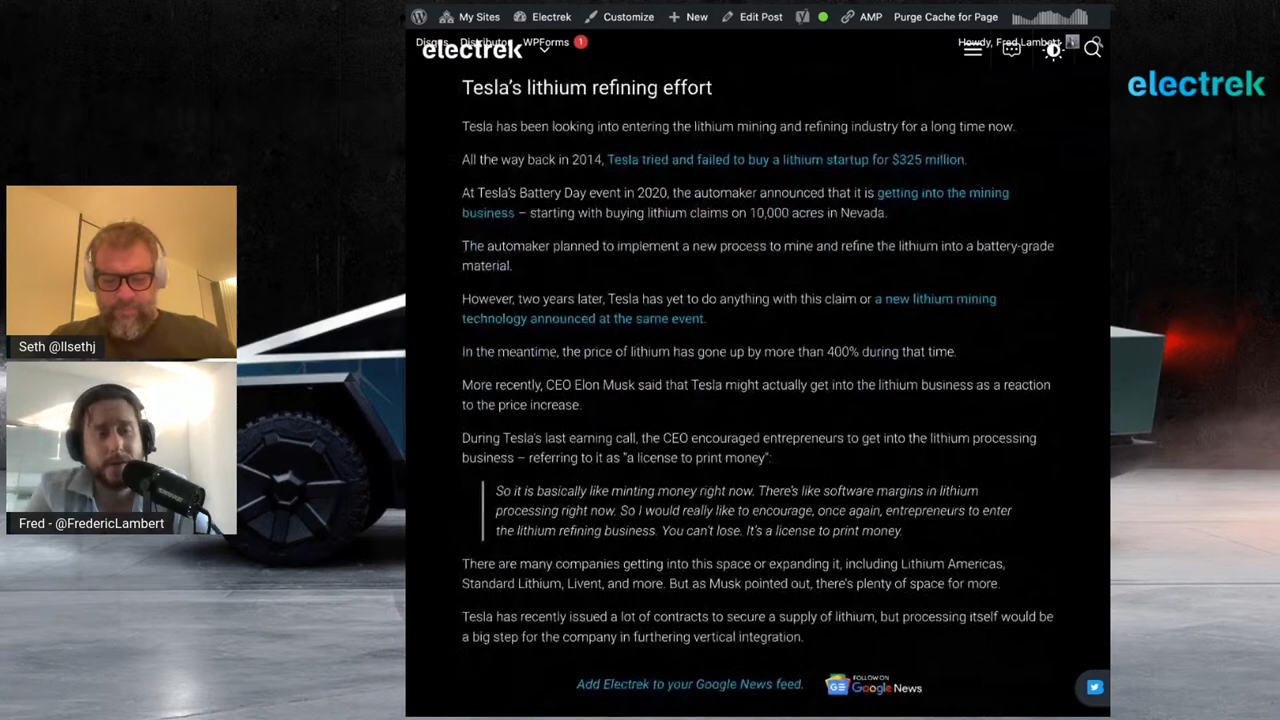 My Sites Electrek Customize New Edit Post AMP Purge Cache for Page
Disqus Distributor WPForms 1 Howdy, Fred Lambert
electrek
electrek
Tesla's lithium refining effort
Tesla has been looking into entering the lithium mining and refining industry for a long time now.
All the way back in 2014, Tesla tried and failed to buy a lithium startup for $325 million.
At Tesla's Battery Day event in 2020, the automaker announced that it is getting into the mining
business – starting with buying lithium claims on 10,000 acres in Nevada.
The automaker planned to implement a new process to mine and refine the lithium into a battery-grade
material.
However, two years later, Tesla has yet to do anything with this claim or a new lithium mining
technology announced at the same event.
In the meantime, the price of lithium has gone up by more than 400% during that time.
More recently, CEO Elon Musk said that Tesla might actually get into the lithium business as a reaction
to the price increase.
During Tesla's last earning call, the CEO encouraged entrepreneurs to get into the lithium processing
business – referring to it as "a license to print money":
So it is basically like minting money right now. There's like software margins in lithium
processing right now. So I would really like to encourage, once again, entrepreneurs to enter
the lithium refining business. You can't lose. It's a license to print money.
There are many companies getting into this space or expanding it, including Lithium Americas,
Standard Lithium, Livent, and more. But as Musk pointed out, there's plenty of space for more.
Tesla has recently issued a lot of contracts to secure a supply of lithium, but processing itself would be
a big step for the company in furthering vertical integration.
Add Electrek to your Google News feed.
FOLLOW ON
Google News
Seth @llsethj
Fred - @FredericLambert